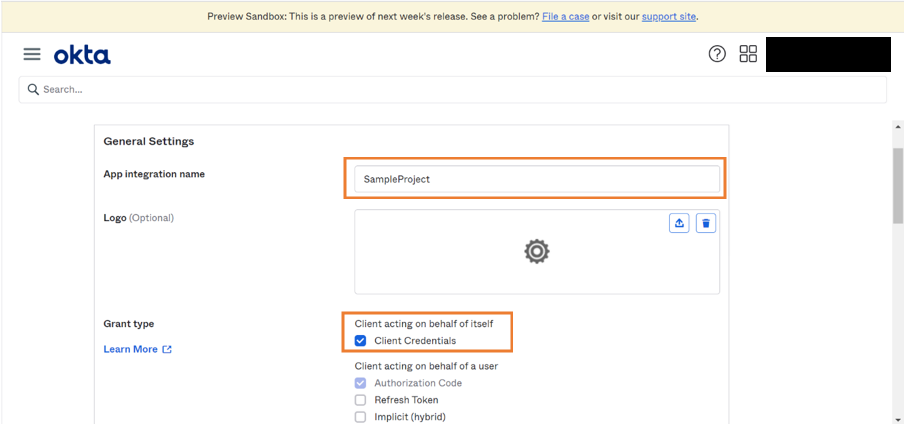 Preview Sandbox: This is a preview of next week's release. See a problem? File a case or visit our support site.
okta
Search...
General Settings
App integration name
SampleProject
Logo (Optional)
Grant type
Client acting on behalf of itself
Learn More
Client Credentials
Client acting on behalf of a user
Authorization Code
Refresh Token
Implicit (hybrid)